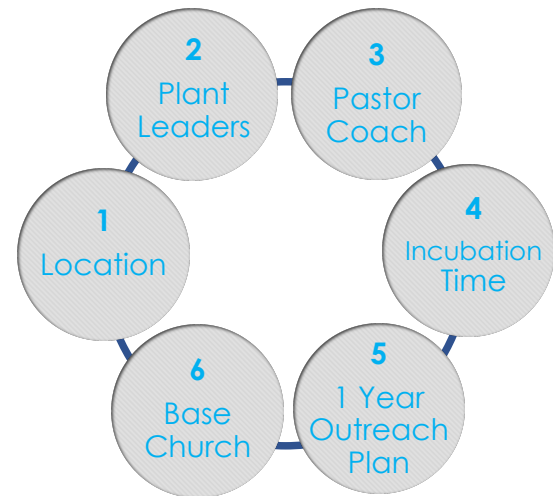 1
Location
2
Plant
Leaders
3
Pastor
Coach
4
Incubation
Time
5
1 Year
Outreach
Plan
6
Base
Church